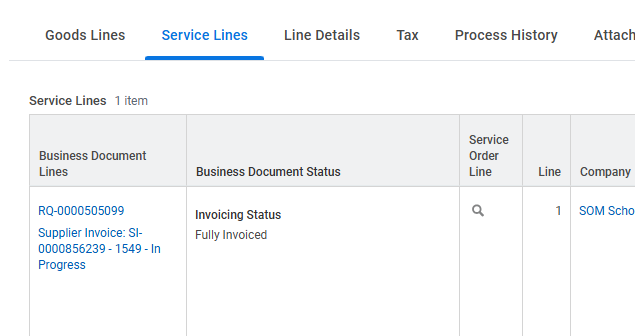 Goods Lines Service Lines Line Details Tax Process History Attach
Service Lines 1 item
Business Document Lines
Business Document Status
Service Order Line
Line
Company
RQ-0000505099
Supplier Invoice: SI-
0000856239 - 1549 - In
Progress
Invoicing Status
Fully Invoiced
1
SOM Scho